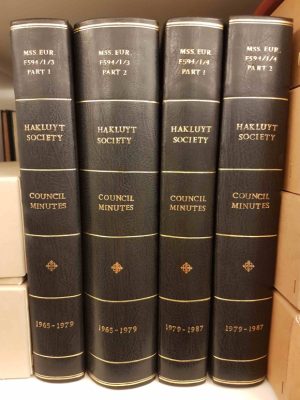 MSS. EUR.
F594/1/3
PART 1
HAKLUYT
SOCIETY
COUNCIL
MINUTES
1965-1979
MSS. EUR.
F594/1/3
PART 2
HAKLUYT
SOCIETY
COUNCIL
MINUTES
1965-1979
MSS. EUR.
F594/1/4
PART 1
HAKLUYT
SOCIETY
COUNCIL
MINUTES
1979-1987
MSS. EUR.
F594/1/4
PART 2
HAKLUYT
SOCIETY
COUNCIL
MINUTES
1979-1987